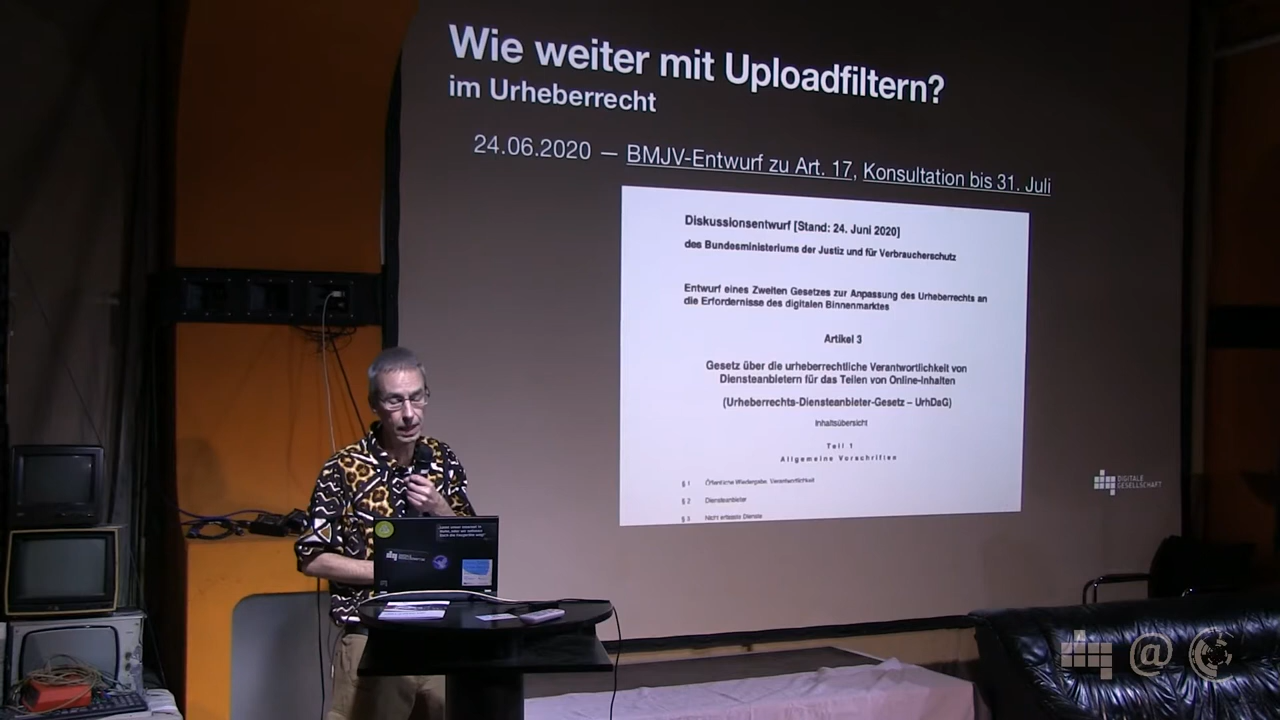 Wie weiter mit Uploadfiltern?
im Urheberrecht
24.06.2020 — BMJV-Entwurf zu Art. 17, Konsultation bis 31. Juli
Diskussionsentwurf [Stand: 24. Juni 2020]
des Bundesministeriums der Justiz und für Verbraucherschutz
Entwurf eines Zweiten Gesetzes zur Anpassung des Urheberrechts an
die Erfordernisse des digitalen Binnenmarktes
Artikel 3
Gesetz über die urheberrechtliche Verantwortlichkeit von
Diensteanbietern für das Teilen von Online-Inhalten
(Urheberrechts-Diensteanbieter-Gesetz – UrhDaG)
Inhaltsübersicht
Teil 1
Allgemeine Vorschriften
§ 1 Öffentliche Wiedergabe, Verantwortlichkeit
§ 2 Diensteanbieter
§ 3 Nicht erfasste Dienste
DIGITALE
GESELLSCHAFT
@